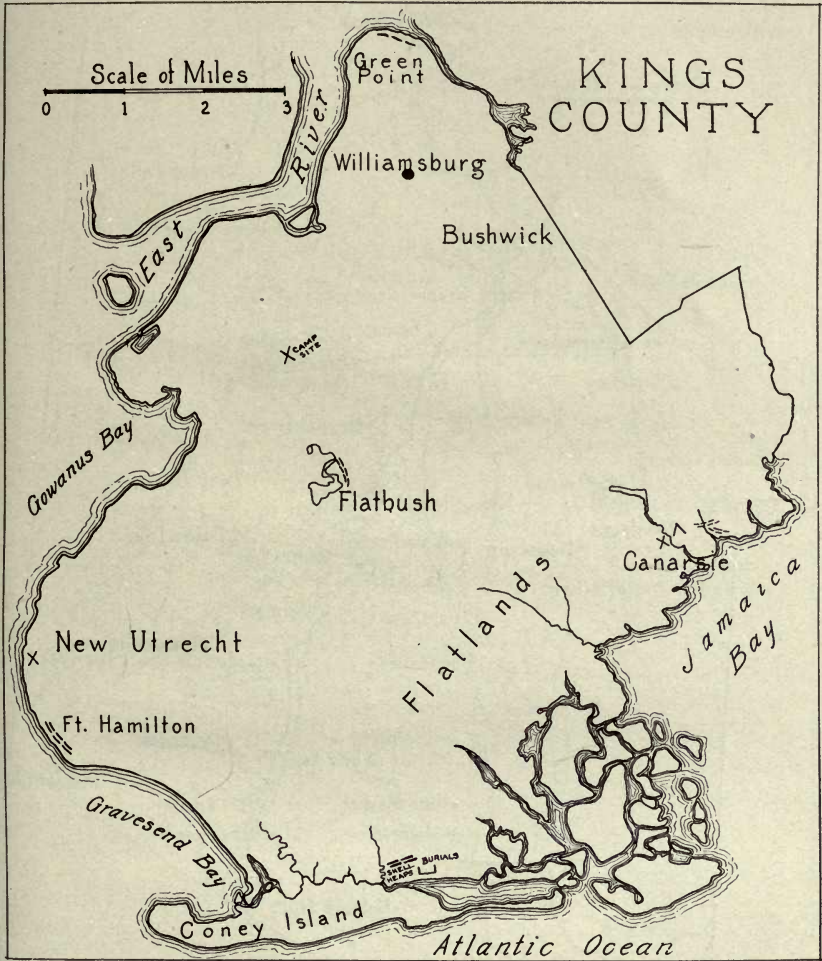 Scale of Miles
0 1 2 3
KINGS
COUNTY
Green
Point
East River
Williamsburg
Bushwick
X CAMP
SITE
Gowanus Bay
Flatbush
X
Canarsie
Jamaica
Bay
Flatlands
New Utrecht
X
Ft. Hamilton
Gravesend Bay
SHELL
HEAPS
BURIALS
Coney Island
Atlantic Ocean